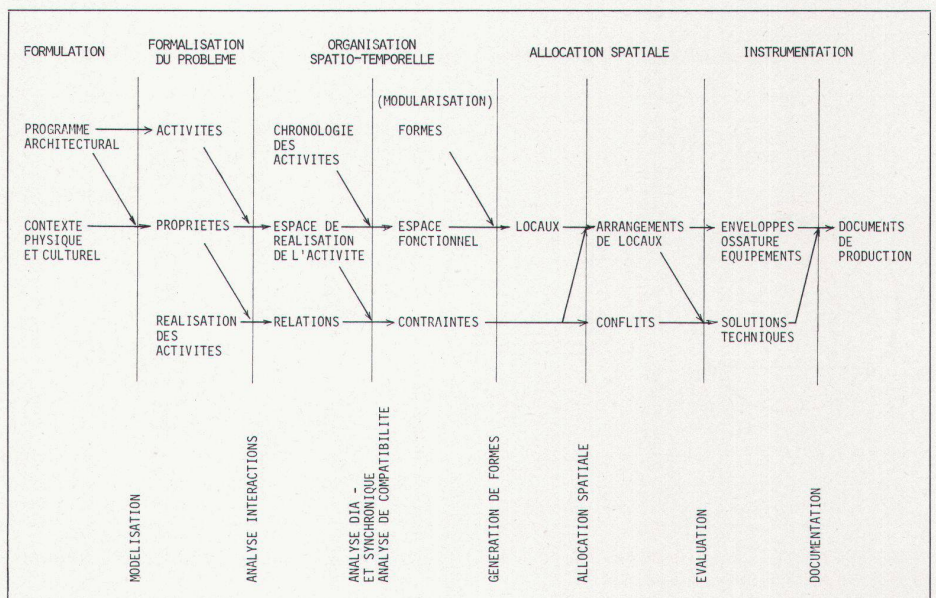 FORMULATION
FORMALISATION
DU PROBLEME
ORGANISATION
SPATIO-TEMPORELLE
ALLOCATION SPATIALE
INSTRUMENTATION
(MODULARISATION)
PROGRAMME
ARCHITECTURAL
ACTIVITES
CHRONOLOGIE
DES
ACTIVITES
FORMES
CONTEXTE
PHYSIQUE
ET CULTUREL
PROPRIETES
ESPACE DE
REALISATION
DE L'ACTIVITE
ESPACE
FONCTIONNEL
LOCAUX
ARRANGEMENTS
DE LOCAUX
ENVELOPPES
OSSATURE
EQUIPEMENTS
DOCUMENTS
DE
PRODUCTION
REALISATION
DES
ACTIVITES
RELATIONS
CONTRAINTES
CONFLITS
SOLUTIONS
TECHNIQUES
MODELISATION
ANALYSE INTERACTIONS
ANALYSE DIA -
ET SYNCHRONIQUE
ANALYSE DE COMPATIBILITE
GENERATION DE FORMES
ALLOCATION SPATIALE
EVALUATION
DOCUMENTATION